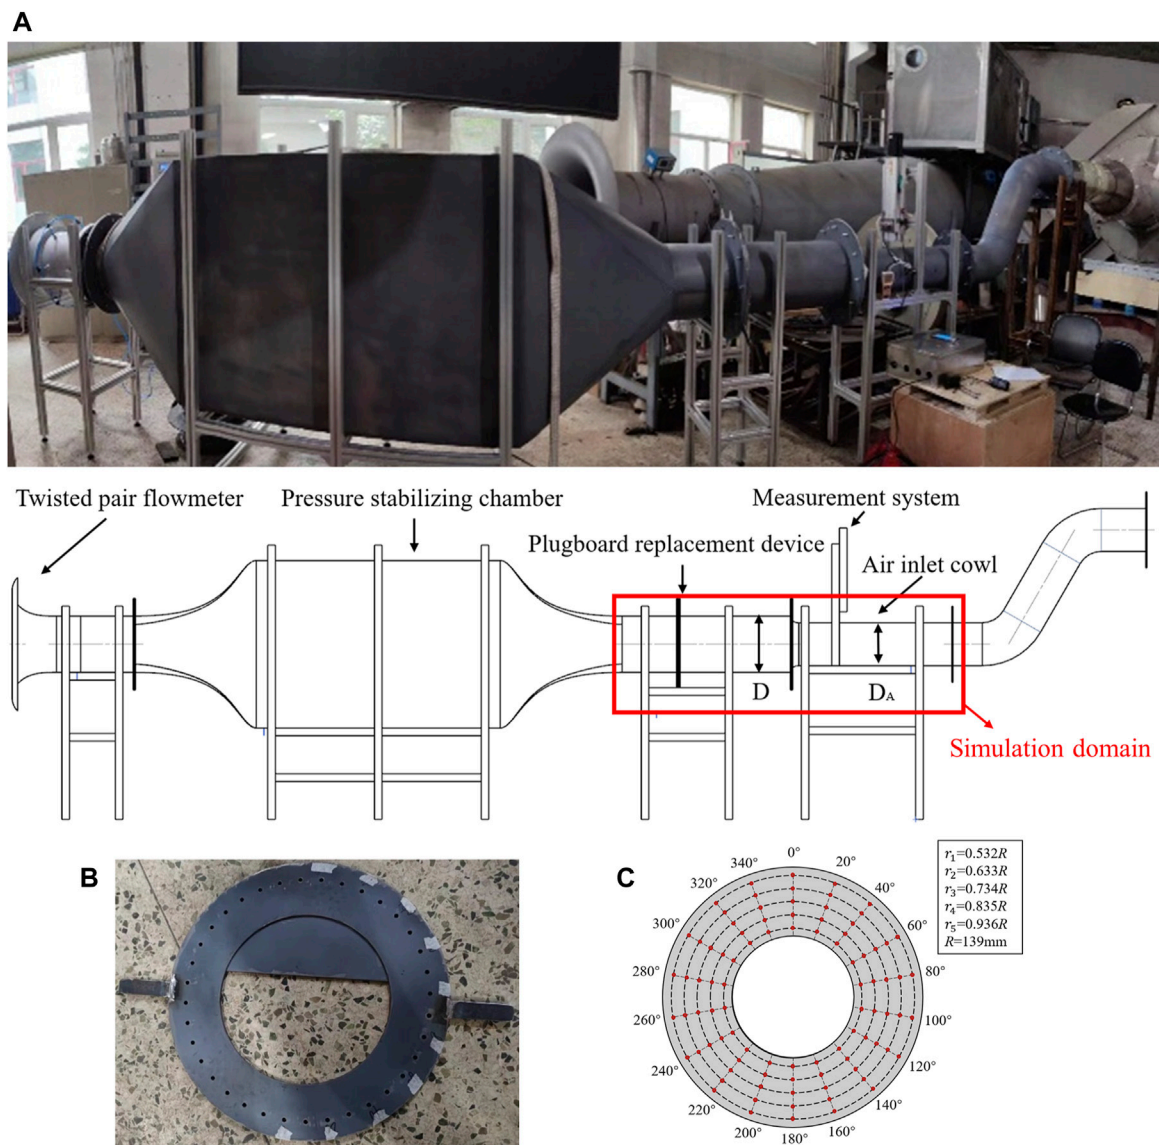 A
Twisted pair flowmeter
Pressure stabilizing chamber
Measurement system
Plugboard replacement device
Air inlet cowl
D
D_A
Simulation domain
B
C
0°
20°
40°
60°
80°
100°
120°
140°
160°
180°
200°
220°
240°
260°
280°
300°
320°
340°
r₁=0.532R
r₂=0.633R
r₃=0.734R
r₄=0.835R
r₅=0.936R
R=139mm